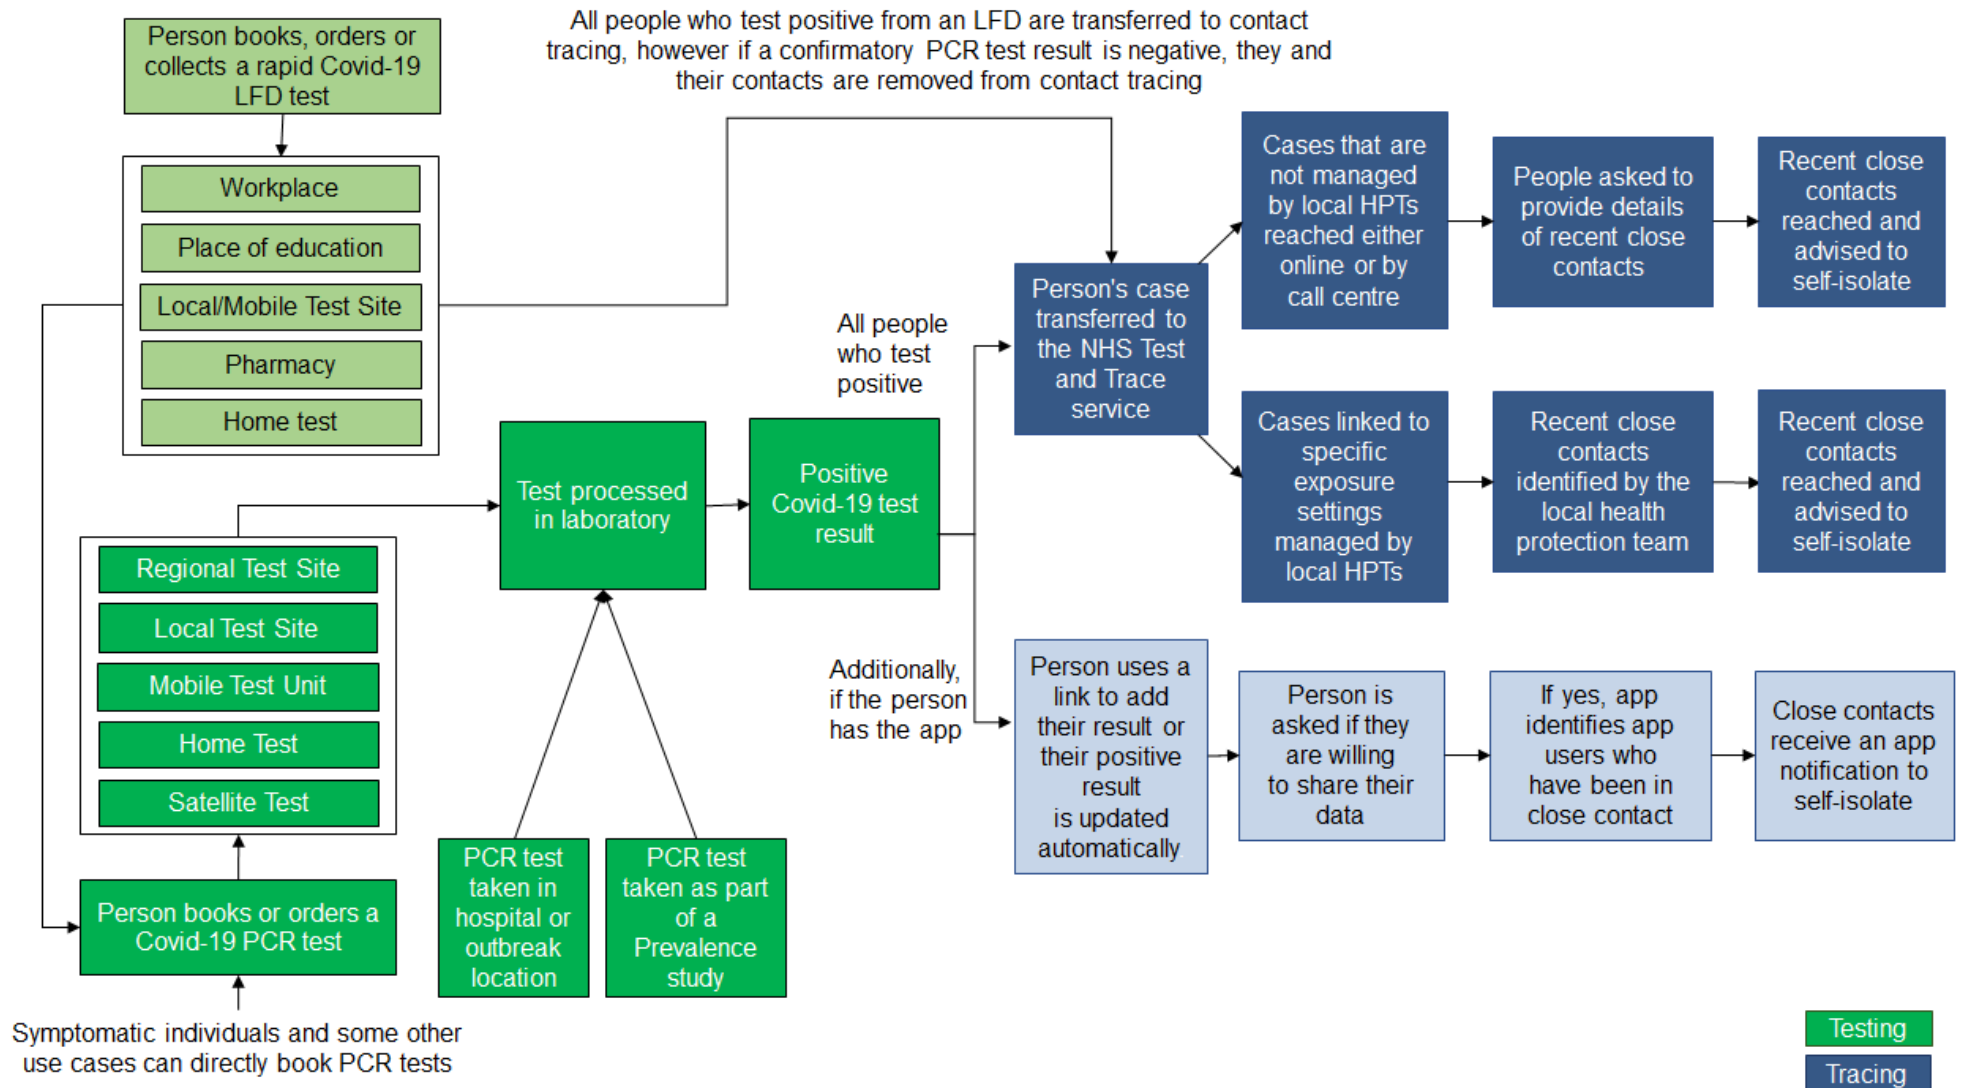 Person books, orders or
collects a rapid Covid-19
LFD test
All people who test positive from an LFD are transferred to contact
tracing, however if a confirmatory PCR test result is negative, they and
their contacts are removed from contact tracing
Workplace
Place of education
Local/Mobile Test Site
Pharmacy
Home test
Regional Test Site
Local Test Site
Mobile Test Unit
Home Test
Satellite Test
Person books or orders a
Covid-19 PCR test
Symptomatic individuals and some other
use cases can directly book PCR tests
Test processed
in laboratory
PCR test
taken in
hospital or
outbreak
location
PCR test
taken as part
of a
Prevalence
study
Positive
Covid-19 test
result
All people
who test
positive
Person's case
transferred to
the NHS Test
and Trace
service
Cases that are
not managed
by local HPTs
reached either
online or by
call centre
People asked to
provide details
of recent close
contacts
Recent close
contacts
reached and
advised to
self-isolate
Cases linked to
specific
exposure
settings
managed by
local HPTs
Recent close
contacts
identified by the
local health
protection team
Recent close
contacts
reached and
advised to
self-isolate
Additionally,
if the person
has the app
Person uses a
link to add
their result or
their positive
result
is updated
automatically.
Person is
asked if they
are willing
to share their
data
If yes, app
identifies app
users who
have been in
close contact
Close contacts
receive an app
notification to
self-isolate
Testing
Tracing